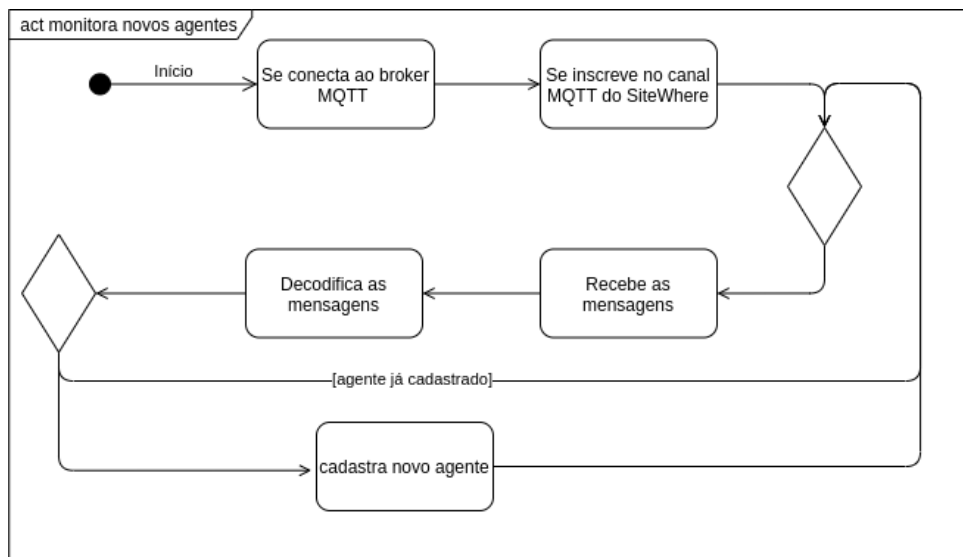 act monitora novos agentes
Início
Se conecta ao broker
MQTT
Se inscreve no canal
MQTT do SiteWhere
Decodifica as
mensagens
Recebe as
mensagens
[agente já cadastrado]
cadastra novo agente